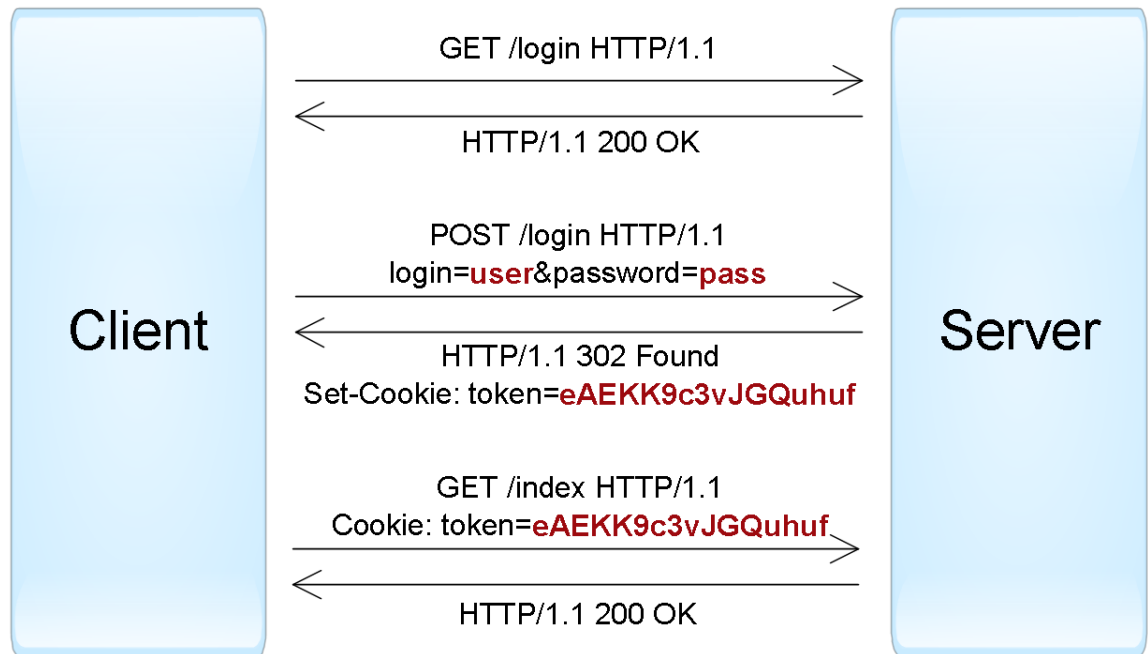 GET /login HTTP/1.1
HTTP/1.1 200 OK
POST /login HTTP/1.1
login=user&password=pass
Client
Server
HTTP/1.1 302 Found
Set-Cookie: token=eAEKK9c3vJGQuhuf
GET /index HTTP/1.1
Cookie: token=eAEKK9c3vJGQuhuf
HTTP/1.1 200 OK